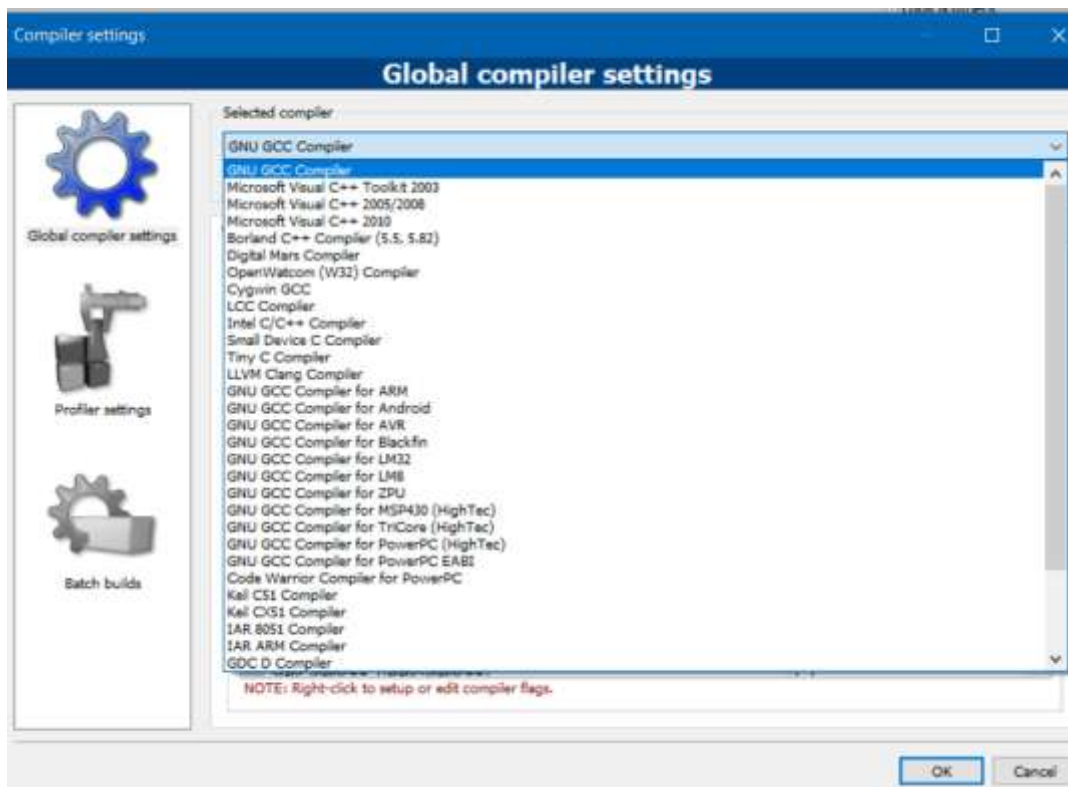 Compiler settings
Global compiler settings
Selected compiler
GNU GCC Compiler
GNU GCC Compiler
Microsoft Visual C++ Toolkit 2003
Microsoft Visual C++ 2005/2008
Microsoft Visual C++ 2010
Borland C++ Compiler (5.5, 5.82)
Digital Mars Compiler
OpenWatcom (W32) Compiler
Cygwin GCC
LCC Compiler
Intel C/C++ Compiler
Small Device C Compiler
Tiny C Compiler
LLVM Clang Compiler
GNU GCC Compiler for ARM
GNU GCC Compiler for Android
GNU GCC Compiler for AVR
GNU GCC Compiler for Blackfin
GNU GCC Compiler for LM32
GNU GCC Compiler for LM8
GNU GCC Compiler for ZPU
GNU GCC Compiler for MSP430 (HighTec)
GNU GCC Compiler for TriCore (HighTec)
GNU GCC Compiler for PowerPC (HighTec)
GNU GCC Compiler for PowerPC EABI
Code Warrior Compiler for PowerPC
Keil C51 Compiler
Keil CX51 Compiler
IAR 8051 Compiler
IAR ARM Compiler
GDC D Compiler
NOTE: Right-click to setup or edit compiler flags.
Global compiler settings
Profiler settings
Batch builds
OK
Cancel